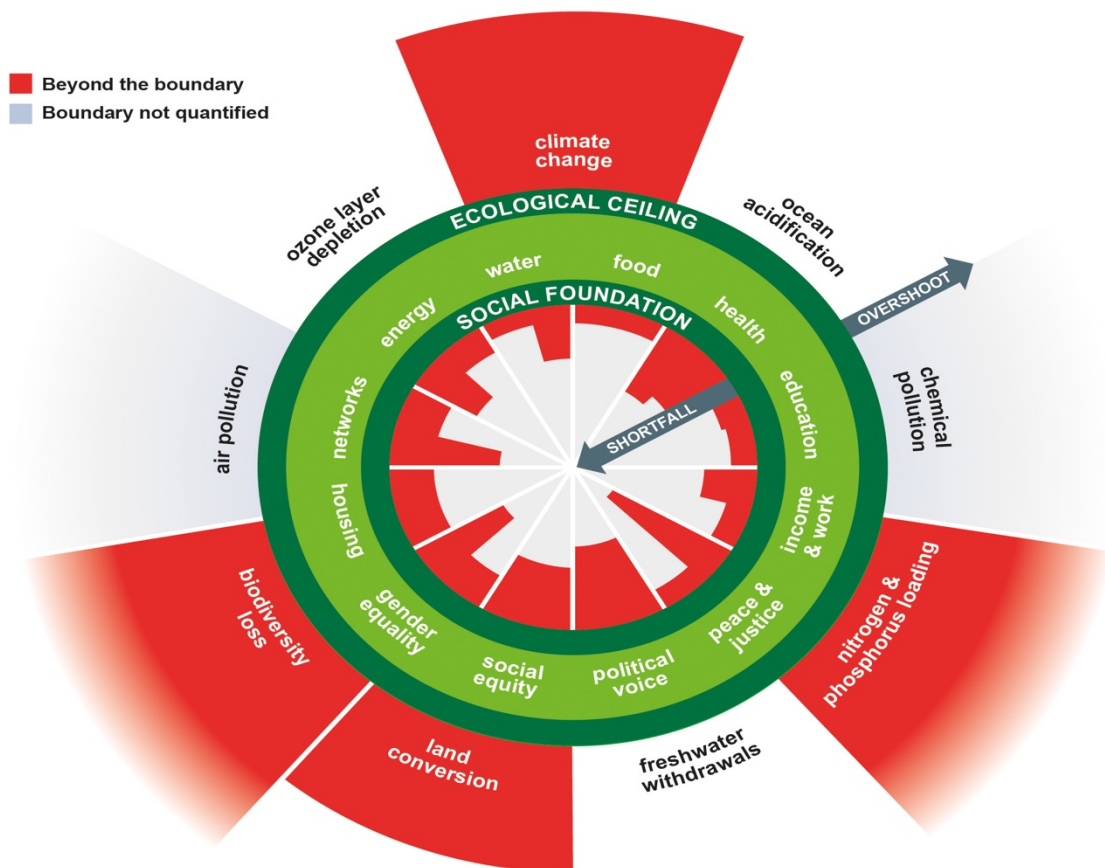 Beyond the boundary
Boundary not quantified
climate
change
ozone layer
depletion
ocean
acidification
ECOLOGICAL CEILING
OVERSHOOT
water
food
energy
health
SOCIAL FOUNDATION
SHORTFALL
networks
education
air pollution
chemical
pollution
housing
income
& work
gender
equality
peace &
justice
social
equity
political
voice
biodiversity
loss
nitrogen &
phosphorus loading
land
conversion
freshwater
withdrawals